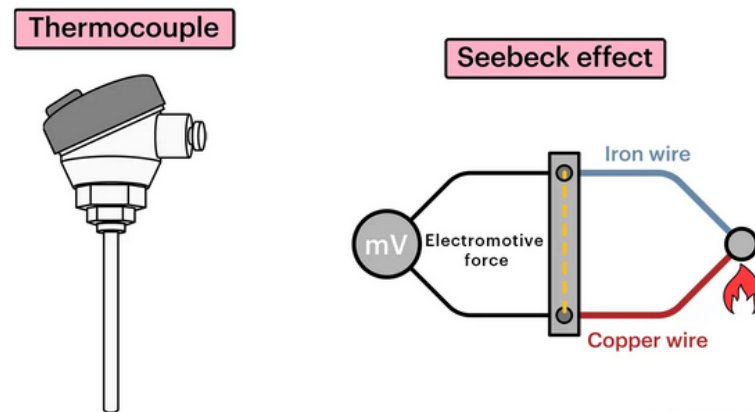 Thermocouple
Seebeck effect
Iron wire
mV
Electromotive
force
Copper wire